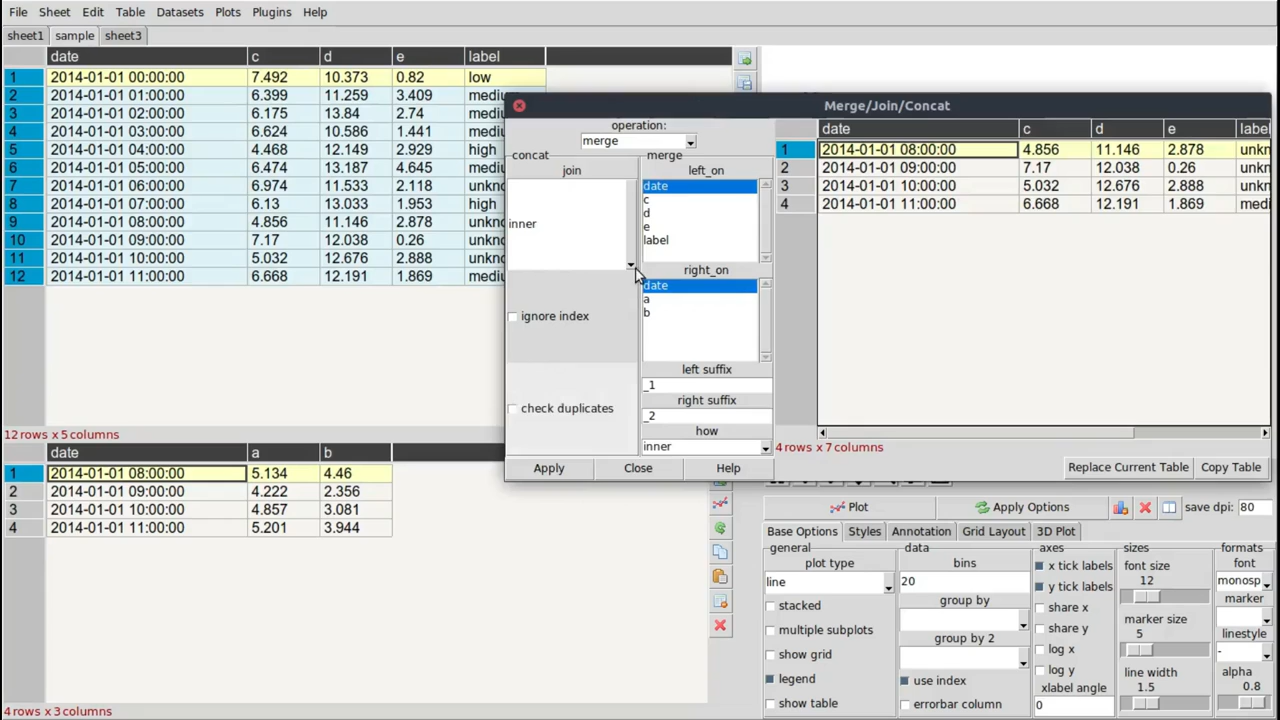 File Sheet Edit Table Datasets Plots Plugins Help
sheet1 sample sheet3
date c d e label
1 2014-01-01 00:00:00 7.492 10.373 0.82 low
2 2014-01-01 01:00:00 6.399 11.259 3.409 mediu
3 2014-01-01 02:00:00 6.175 13.84 2.74 mediu
4 2014-01-01 03:00:00 6.624 10.586 1.441 mediu
5 2014-01-01 04:00:00 4.468 12.149 2.929 high
6 2014-01-01 05:00:00 6.474 13.187 4.645 mediu
7 2014-01-01 06:00:00 6.974 11.533 2.118 unkno
8 2014-01-01 07:00:00 6.13 13.033 1.953 high
9 2014-01-01 08:00:00 4.856 11.146 2.878 unkno
10 2014-01-01 09:00:00 7.17 12.038 0.26 unkno
11 2014-01-01 10:00:00 5.032 12.676 2.888 unkno
12 2014-01-01 11:00:00 6.668 12.191 1.869 mediu
12 rows x 5 columns
date a b
1 2014-01-01 08:00:00 5.134 4.46
2 2014-01-01 09:00:00 4.222 2.356
3 2014-01-01 10:00:00 4.857 3.081
4 2014-01-01 11:00:00 5.201 3.944
4 rows x 3 columns
Merge/Join/Concat
operation:
merge
concat
join
inner
ignore index
check duplicates
merge
left_on
date
c
d
e
label
right_on
date
a
b
left suffix
_1
right suffix
_2
how
inner
Apply Close Help
date c d e label
1 2014-01-01 08:00:00 4.856 11.146 2.878 unkn
2 2014-01-01 09:00:00 7.17 12.038 0.26 unkn
3 2014-01-01 10:00:00 5.032 12.676 2.888 unkn
4 2014-01-01 11:00:00 6.668 12.191 1.869 medi
4 rows x 7 columns
Replace Current Table Copy Table
Plot Apply Options save dpi: 80
Base Options Styles Annotation Grid Layout 3D Plot
general
plot type
line
stacked
multiple subplots
show grid
legend
show table
data
bins
20
group by
group by 2
use index
errorbar column
axes
x tick labels
y tick labels
share x
share y
log x
log y
xlabel angle
0
sizes
font size
12
marker size
5
line width
1.5
formats
font
monosp
marker
linestyle
-
alpha
0.8